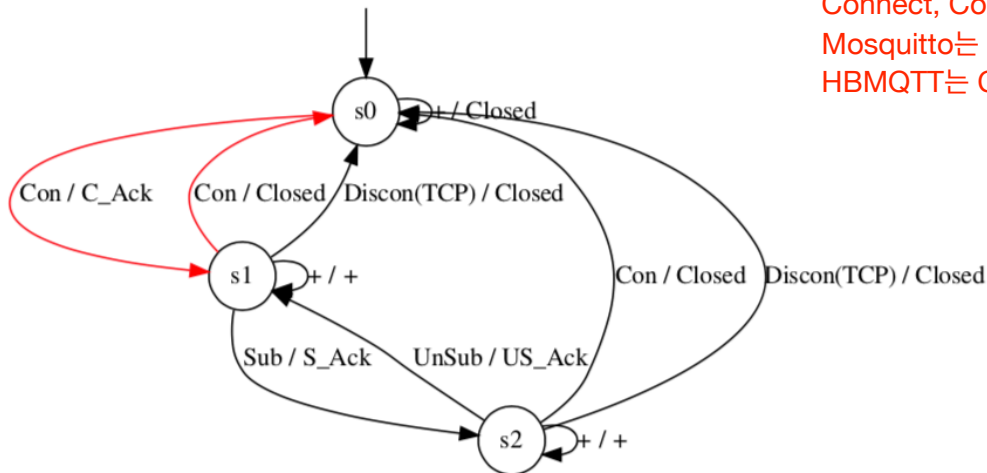 Connect,
Mosquitto는
HBMQTT는
s0
+ / Closed
Con / C_Ack
Con / Closed
Discon(TCP) / Closed
s1
+ / +
Con / Closed
Discon(TCP) / Closed
Sub / S_Ack
UnSub / US_Ack
s2
+ / +